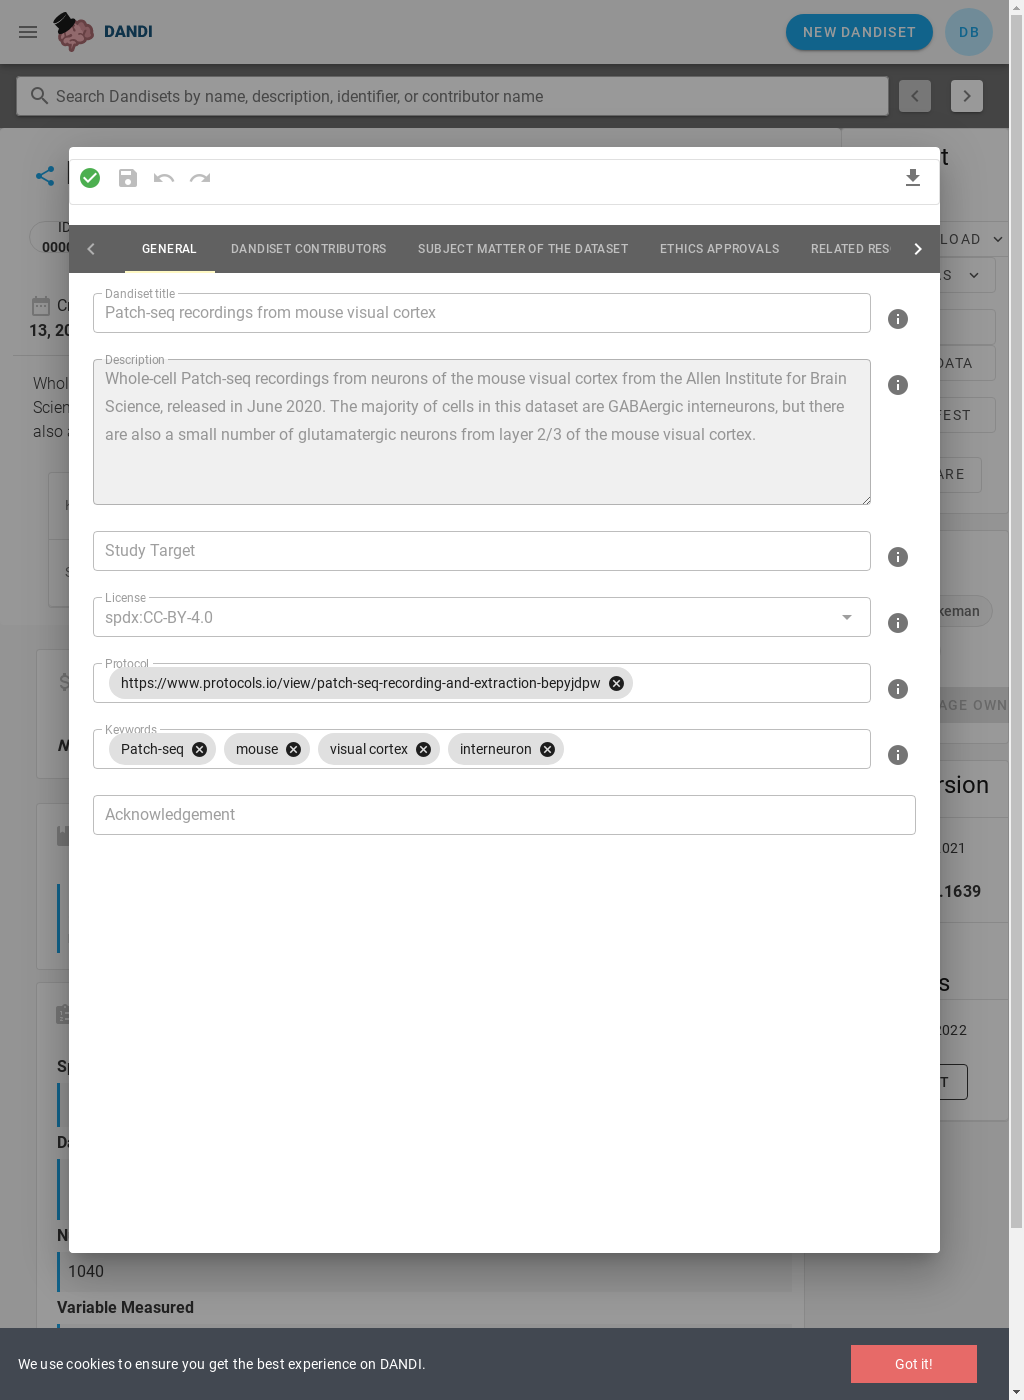 DANDI
NEW DANDISET
DB
Search Dandisets by name, description, identifier, or contributor name
GENERAL
DANDISET CONTRIBUTORS
SUBJECT MATTER OF THE DATASET
ETHICS APPROVALS
RELATED RES
Dandiset title
Patch-seq recordings from mouse visual cortex
Description
Whole-cell Patch-seq recordings from neurons of the mouse visual cortex from the Allen Institute for Brain
Science, released in June 2020. The majority of cells in this dataset are GABAergic interneurons, but there
are also a small number of glutamatergic neurons from layer 2/3 of the mouse visual cortex.
Study Target
License
spdx:CC-BY-4.0
Protocol
https://www.protocols.io/view/patch-seq-recording-and-extraction-bepyjdpw
Keywords
Patch-seq
mouse
visual cortex
interneuron
Acknowledgement
ID
0000
13, 20
Whol
Scien
also
LOAD
DATA
EST
ARE
keman
AGE OWN
rsion
021
.1639
s
2022
T
1040
Variable Measured
We use cookies to ensure you get the best experience on DANDI.
Got it!